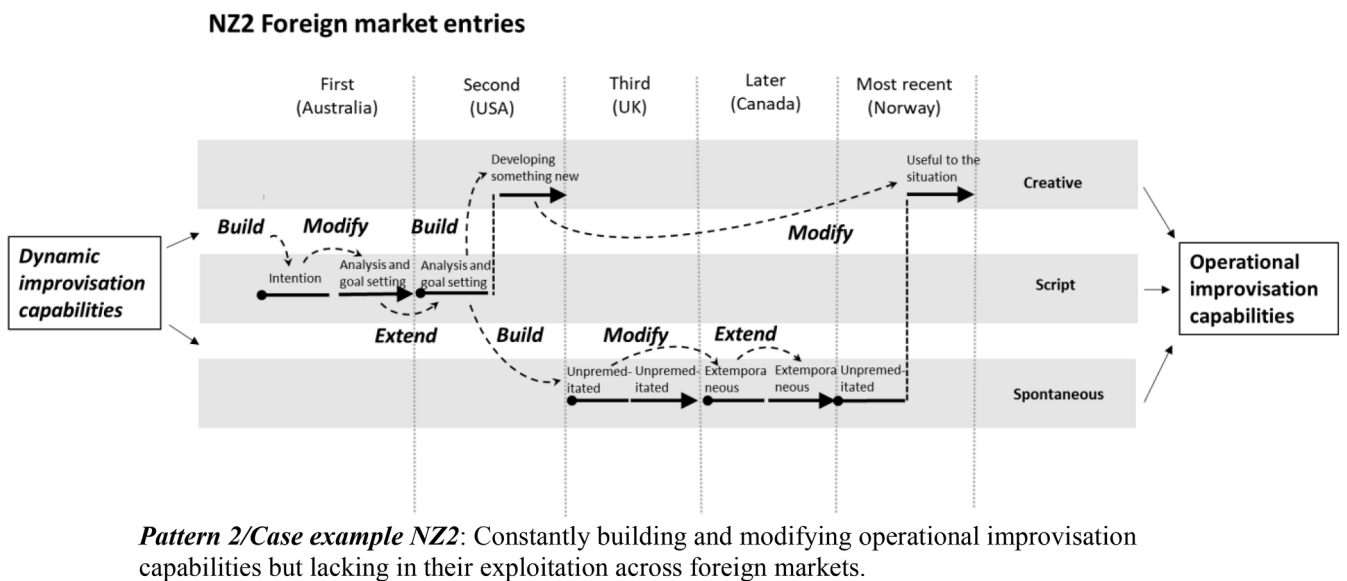 NZ2 Foreign market entries
First
(Australia)
Second
(USA)
Third
(UK)
Later
(Canada)
Most recent
(Norway)
Developing
something new
Useful to the
situation
Creative
Build
Modify
Build
Modify
Dynamic
improvisation
capabilities
Intention
Analysis and
goal setting
Analysis and
goal setting
Script
Operational
improvisation
capabilities
Extend
Build
Modify
Extend
Unpremed-
itated
Unpremed-
itated
Extempora
neous
Extempora
neous
Unpremed-
itated
Spontaneous
Pattern 2/Case example NZ2: Constantly building and modifying operational improvisation
capabilities but lacking in their exploitation across foreign markets.